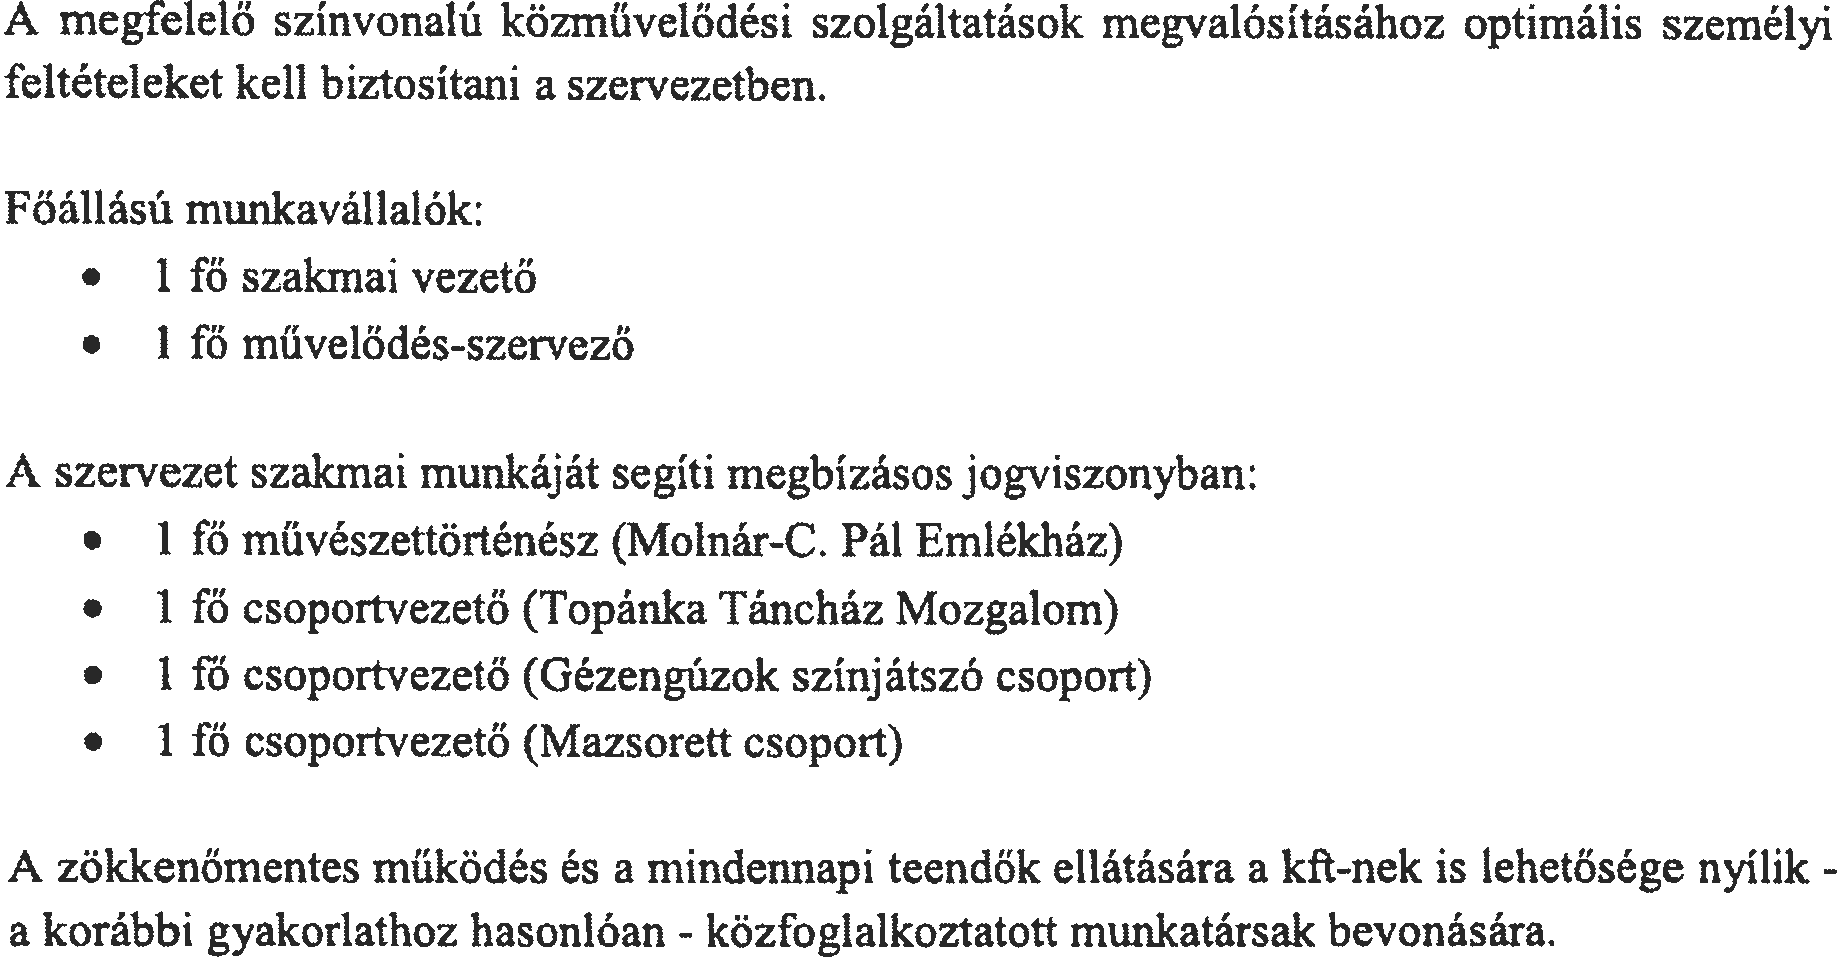 A megfelelő színvonalú közművelődési szolgáltatások megvalósításához optimális személyi
feltételeket kell biztosítani a szervezetben.
Főállású munkavállalók:
• 1 fő szakmai vezető
• 1 fő művelődés-szervező
A szervezet szakmai munkáját segíti megbízásos jogviszonyban:
• 1 fő művészettörténész (Molnár-C. Pál Emlékház)
• 1 fő csoportvezető (Topánka Táncház Mozgalom)
• 1 fő csoportvezető (Gézengúzok színjátszó csoport)
• 1 fő csoportvezető (Mazsorett csoport)
A zökkenőmentes működés és a mindennapi teendők ellátására a kft-nek is lehetősége nyílik -
a korábbi gyakorlathoz hasonlóan - közfoglalkoztatott munkatársak bevonására.